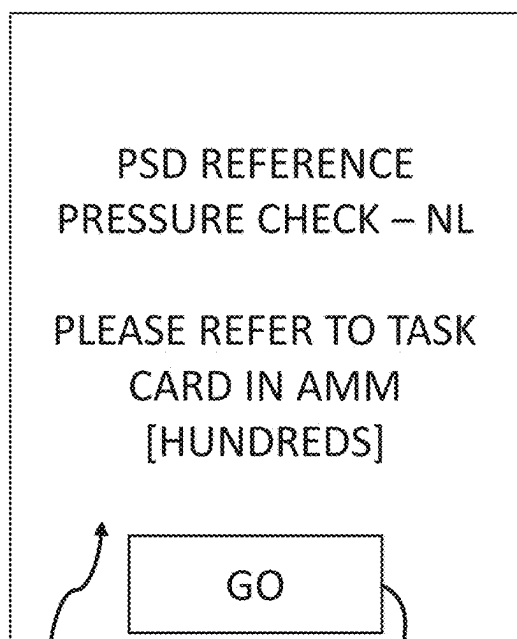 PSD REFERENCE
PRESSURE CHECK – NL
PLEASE REFER TO TASK
CARD IN AMM
[HUNDREDS]
GO